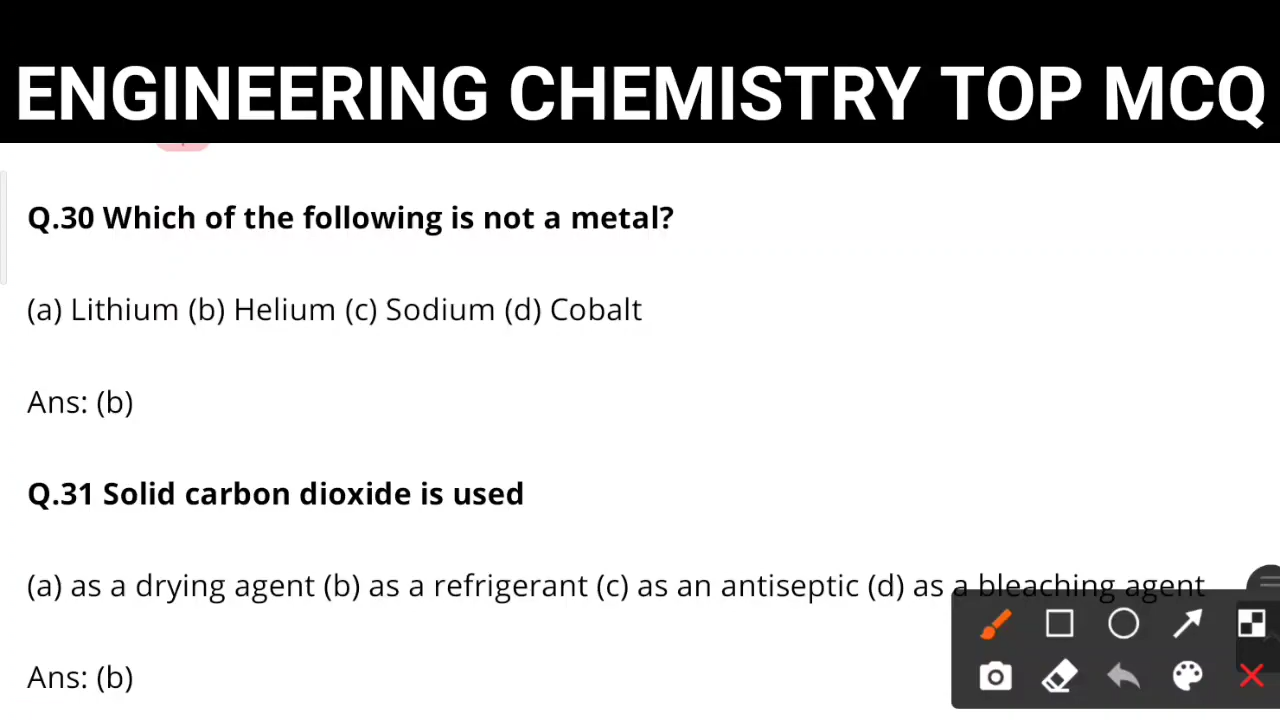 ENGINEERING CHEMISTRY TOP MCQ
Q.30 Which of the following is not a metal?
(a) Lithium (b) Helium (c) Sodium (d) Cobalt
Ans: (b)
Q.31 Solid carbon dioxide is used
(a) as a drying agent (b) as a refrigerant (c) as an antiseptic (d) as a bleaching agent
Ans: (b)